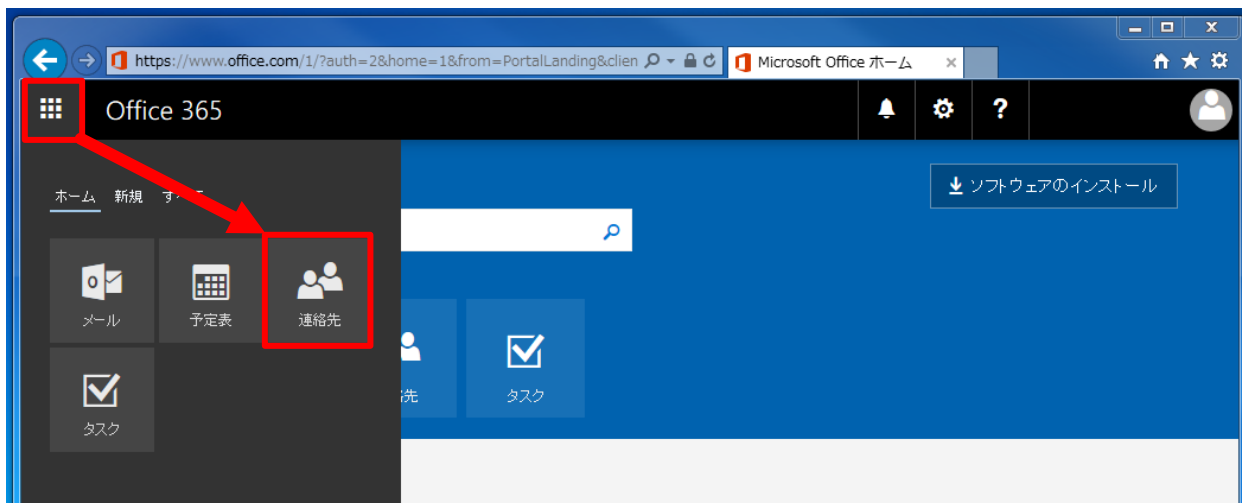 https://www.office.com/1/?auth=2&home=1&from=PortalLanding&clien
Microsoft Office ホーム
Office 365
?
ホーム 新規
ソフトウェアのインストール
メール 予定表 連絡先
タスク
先 タスク